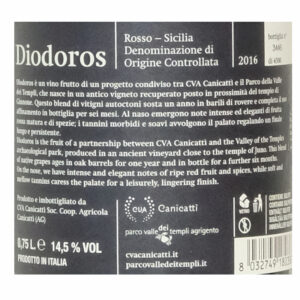 Diodoros
Rosso – Sicilia
Denominazione di
Origine Controllata
2016
bottiglia n°
Diodoros è un vino frutto di un progetto condiviso tra CVA Canicattì e il Parco della Valle
dei Templi, che nasce in un antico vigneto recuperato posto in prossimità del tempio di
Giunone. Questo blend di vitigni autoctoni sosta un anno in barili di rovere e completa il suo
affinamento in bottiglia per sei mesi. Al naso emergono note intense ed eleganti di frutta
matura e di spezie; i tannini morbidi e soavi avvolgono il palato regalando un finale
lungo e persistente.
Diodoros is the fruit of a partnership between CVA Canicattì and the Valley of the Temples
archaeological park, produced in an ancient vineyard close to the temple of Juno. This blend
of native grapes ages in oak barrels for one year and in bottle for a further six months.
On the nose, we have intense and elegant notes of ripe red fruit and spices, while soft and
mellow tannins caress the palate for a leisurely, lingering finish.
Prodotto e imbottigliato da
CVA Canicattì Soc. Coop. Agricola
Canicattì (AG)
0,75 L e 14,5 % VOL
PRODOTTO IN ITALIA
CVA
Canicattì
parco valle dei templi agrigento
cvacanicatti.it
parcovalledeitempli.it